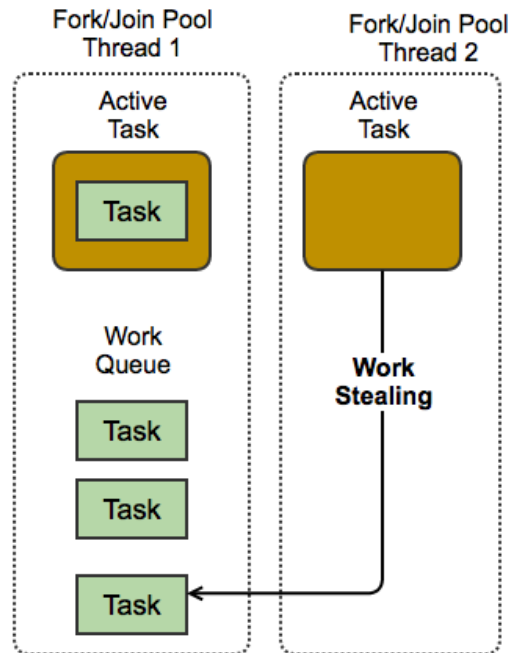 Fork/Join Pool
Thread 1
Active
Task
Task
Work
Queue
Task
Task
Task
Fork/Join Pool
Thread 2
Active
Task
Work
Stealing